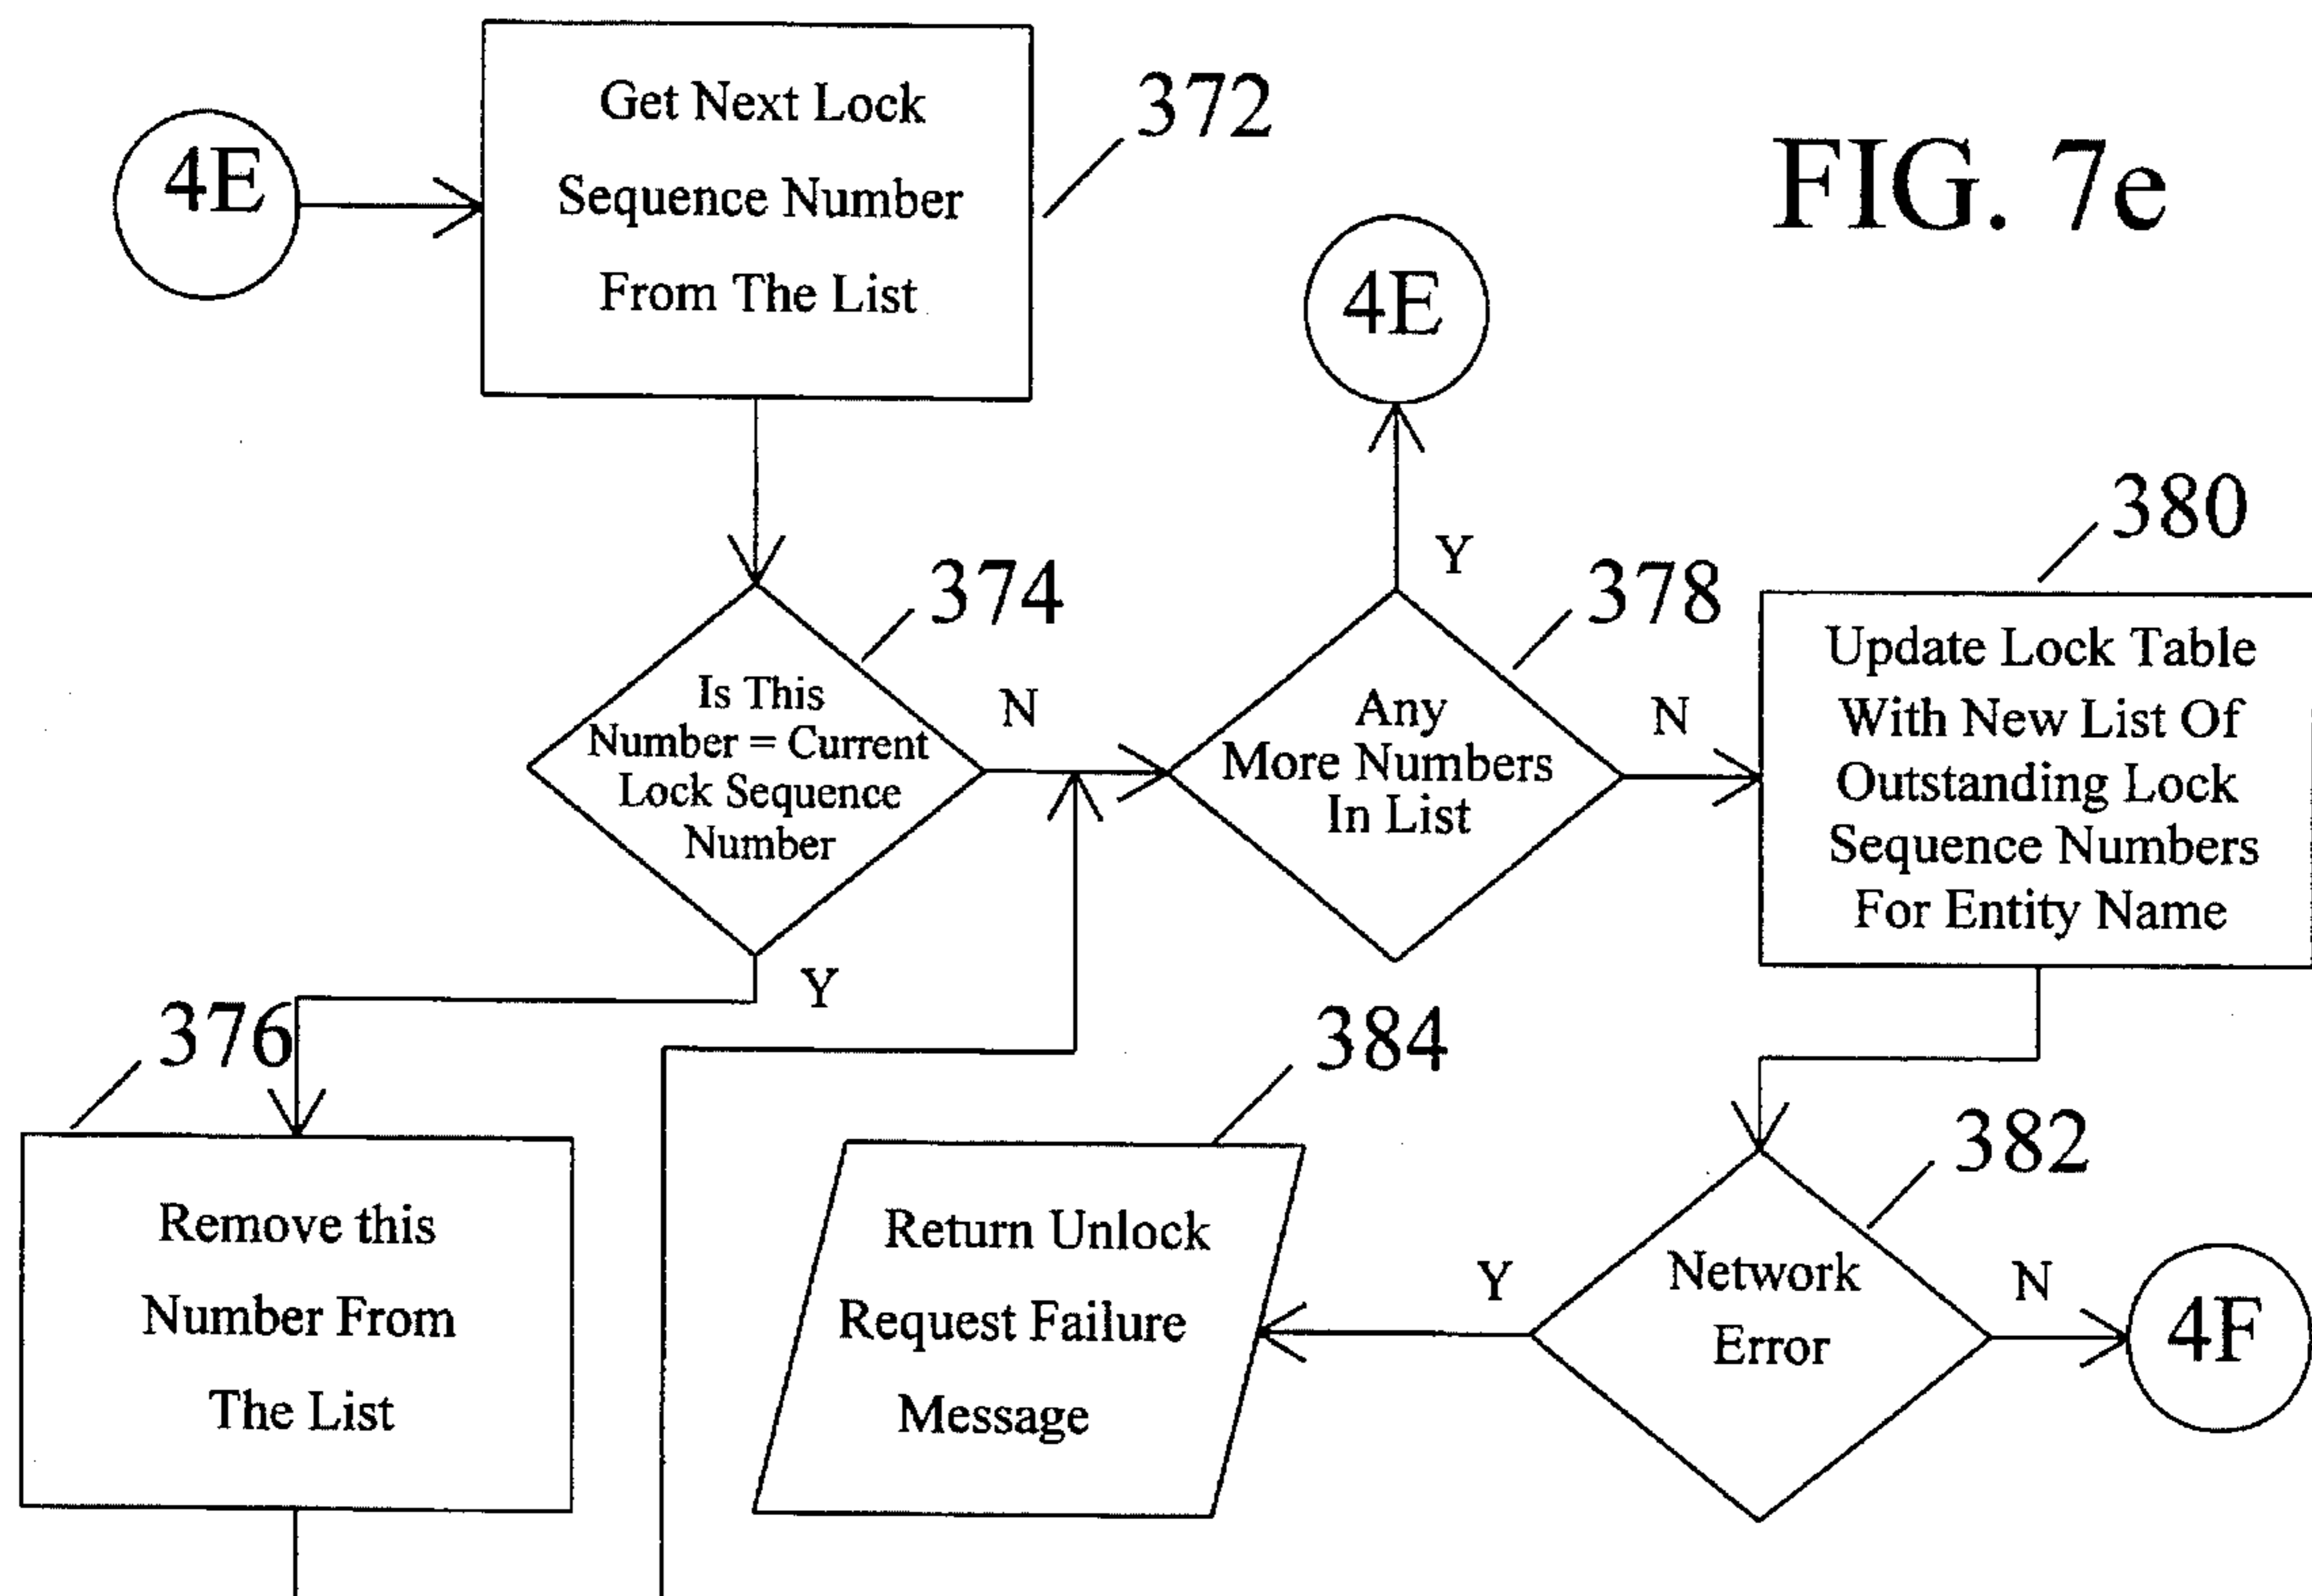 4E
Get Next Lock
Sequence Number
From The List
372
FIG. 7e
4E
374
Is This
Number = Current
Lock Sequence
Number
N
Y
Y
378
Any
More Numbers
In List
N
380
Update Lock Table
With New List Of
Outstanding Lock
Sequence Numbers
For Entity Name
376
Remove this
Number From
The List
384
Return Unlock
Request Failure
Message
Y
382
Network
Error
N
4F